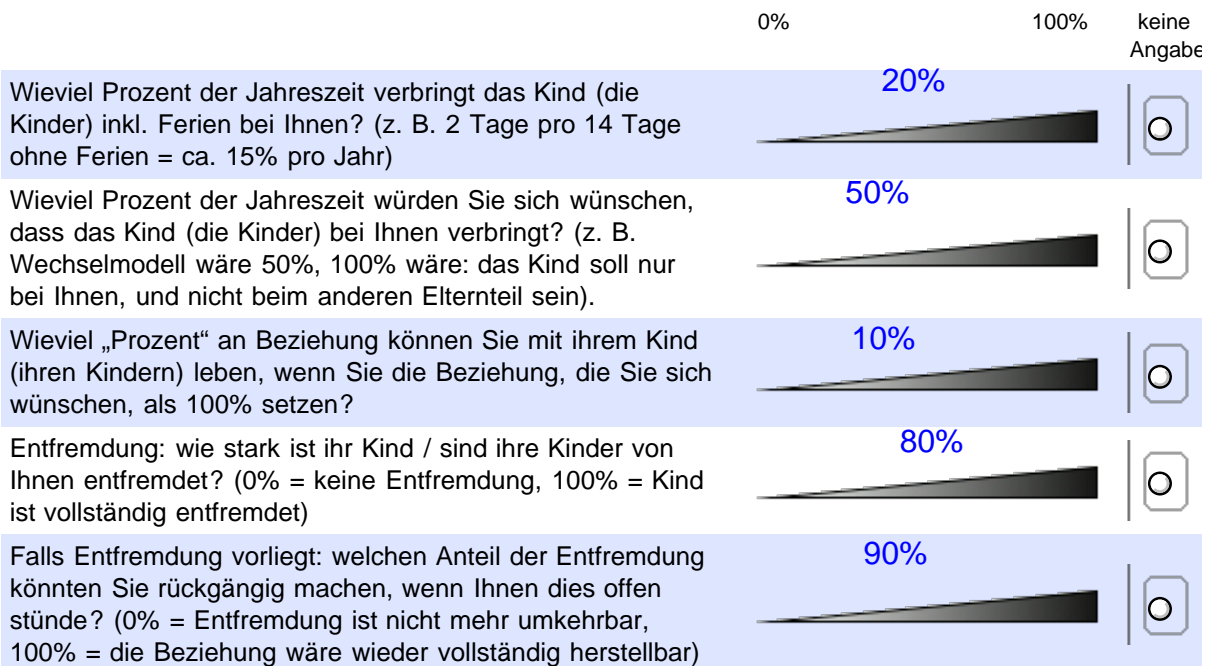 0% 100% keine
Angabe
20%
Wieviel Prozent der Jahreszeit verbringt das Kind (die
Kinder) inkl. Ferien bei Ihnen? (z. B. 2 Tage pro 14 Tage
ohne Ferien = ca. 15% pro Jahr)
50%
Wieviel Prozent der Jahreszeit würden Sie sich wünschen,
dass das Kind (die Kinder) bei Ihnen verbringt? (z. B.
Wechselmodell wäre 50%, 100% wäre: das Kind soll nur
bei Ihnen, und nicht beim anderen Elternteil sein).
10%
Wieviel „Prozent“ an Beziehung können Sie mit ihrem Kind
(ihren Kindern) leben, wenn Sie die Beziehung, die Sie sich
wünschen, als 100% setzen?
80%
Entfremdung: wie stark ist ihr Kind / sind ihre Kinder von
Ihnen entfremdet? (0% = keine Entfremdung, 100% = Kind
ist vollständig entfremdet)
90%
Falls Entfremdung vorliegt: welchen Anteil der Entfremdung
könnten Sie rückgängig machen, wenn Ihnen dies offen
stünde? (0% = Entfremdung ist nicht mehr umkehrbar,
100% = die Beziehung wäre wieder vollständig herstellbar)